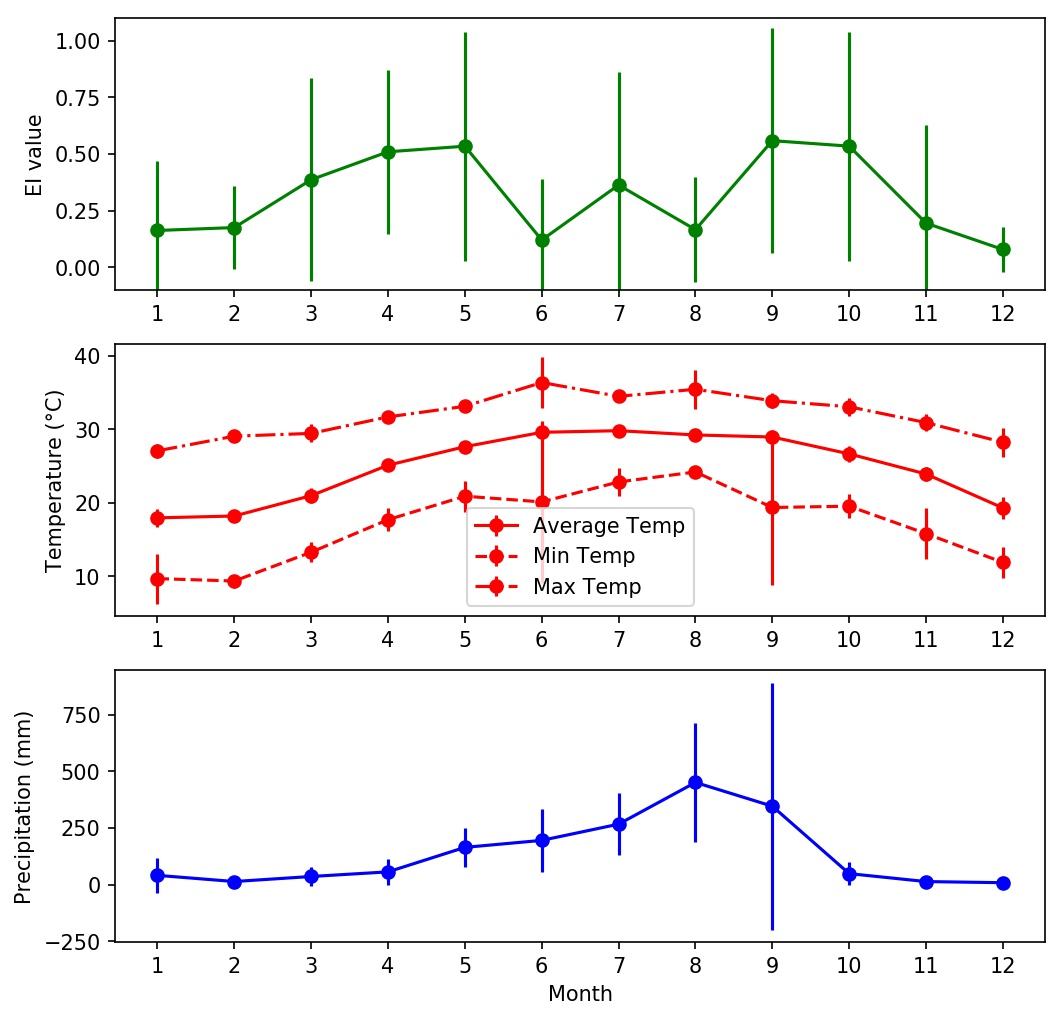 EI value
1.00
0.75
0.50
0.25
0.00
1 2 3 4 5 6 7 8 9 10 11 12
Temperature (°C)
40
30
20
10
Average Temp
Min Temp
Max Temp
1 2 3 4 5 6 7 8 9 10 11 12
Precipitation (mm)
750
500
250
0
−250
1 2 3 4 5 6 7 8 9 10 11 12
Month